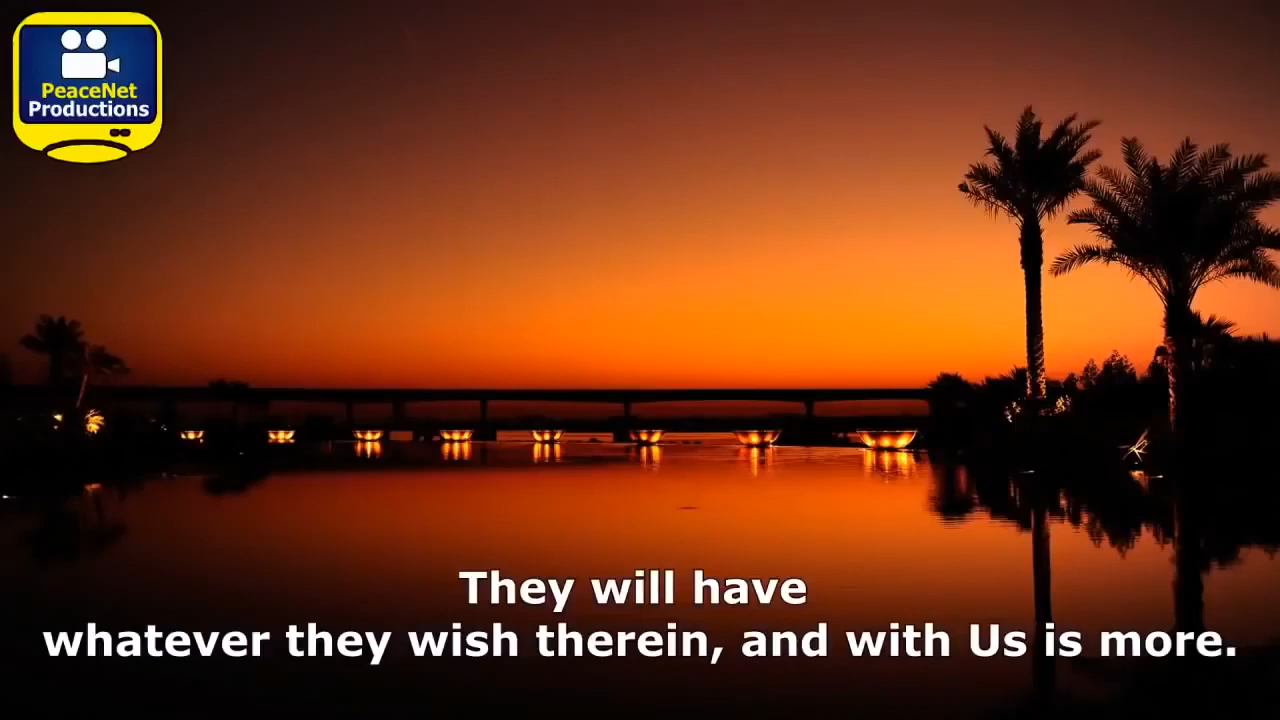 PeaceNet
Productions
They will have
whatever they wish therein, and with Us is more.